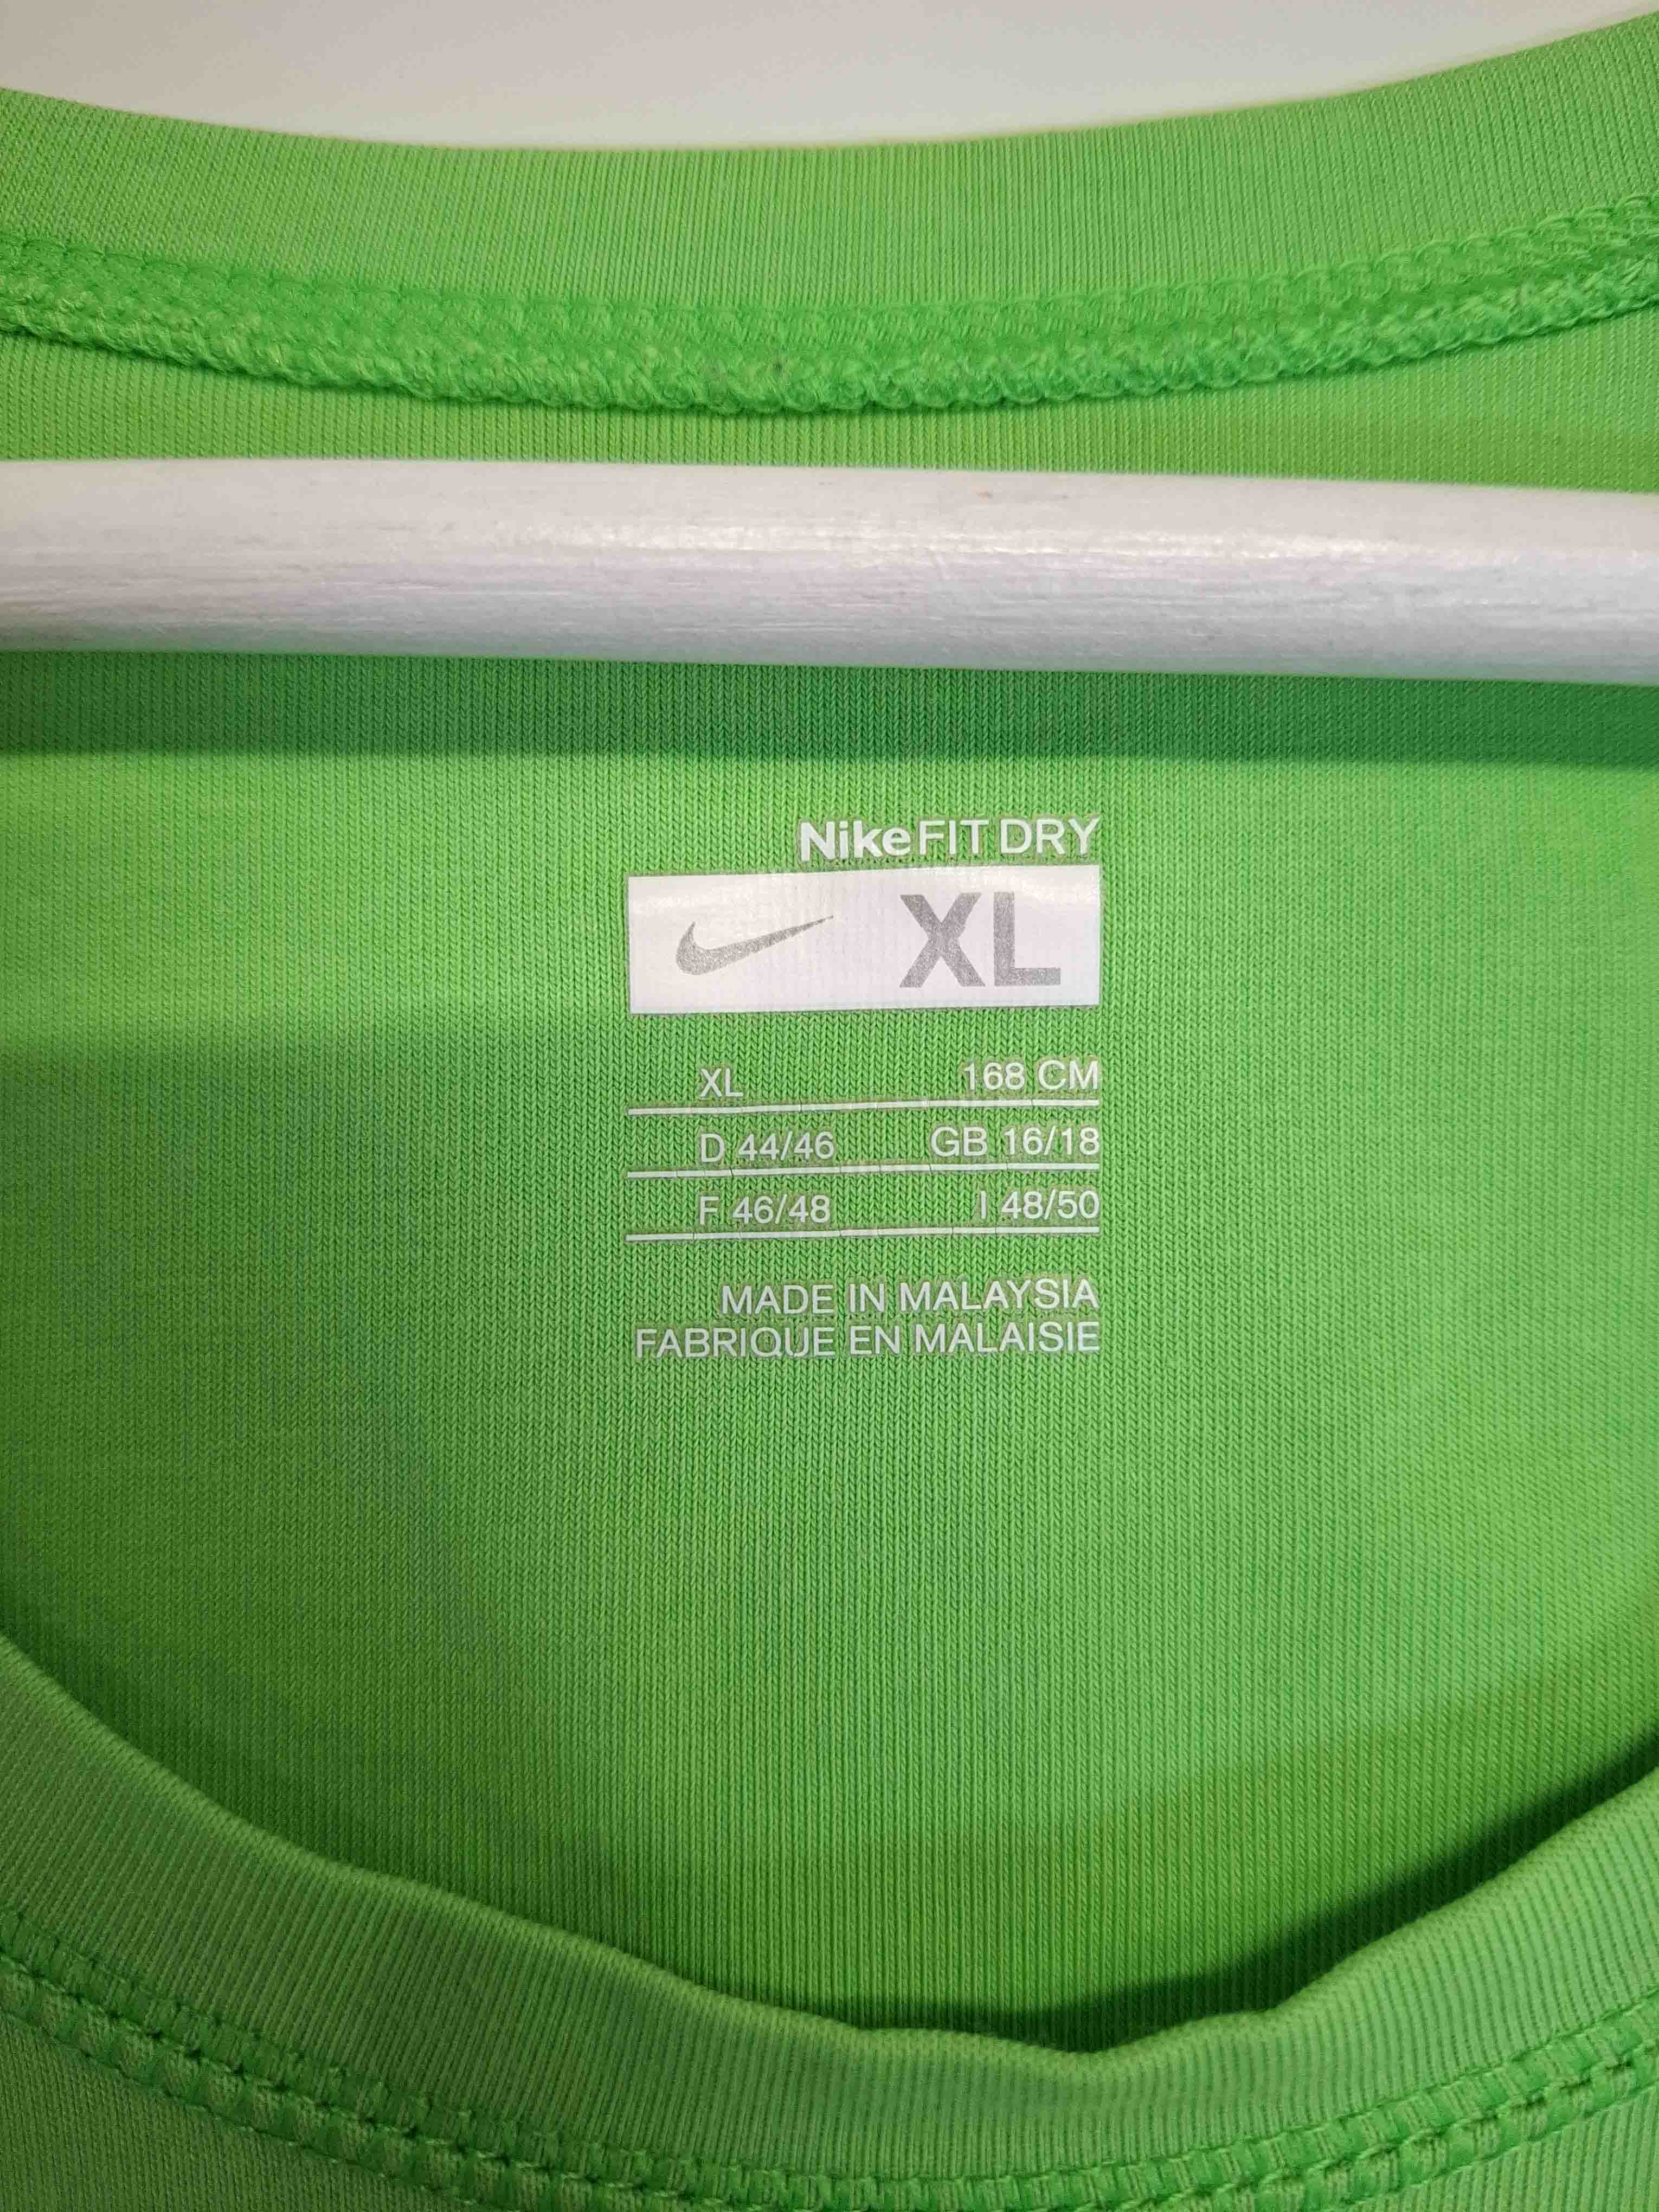 NikeFIT DRY
XL
XL 168 CM
D 44/46 GB 16/18
F 46/48 I 48/50
MADE IN MALAYSIA
FABRIQUE EN MALAISIE